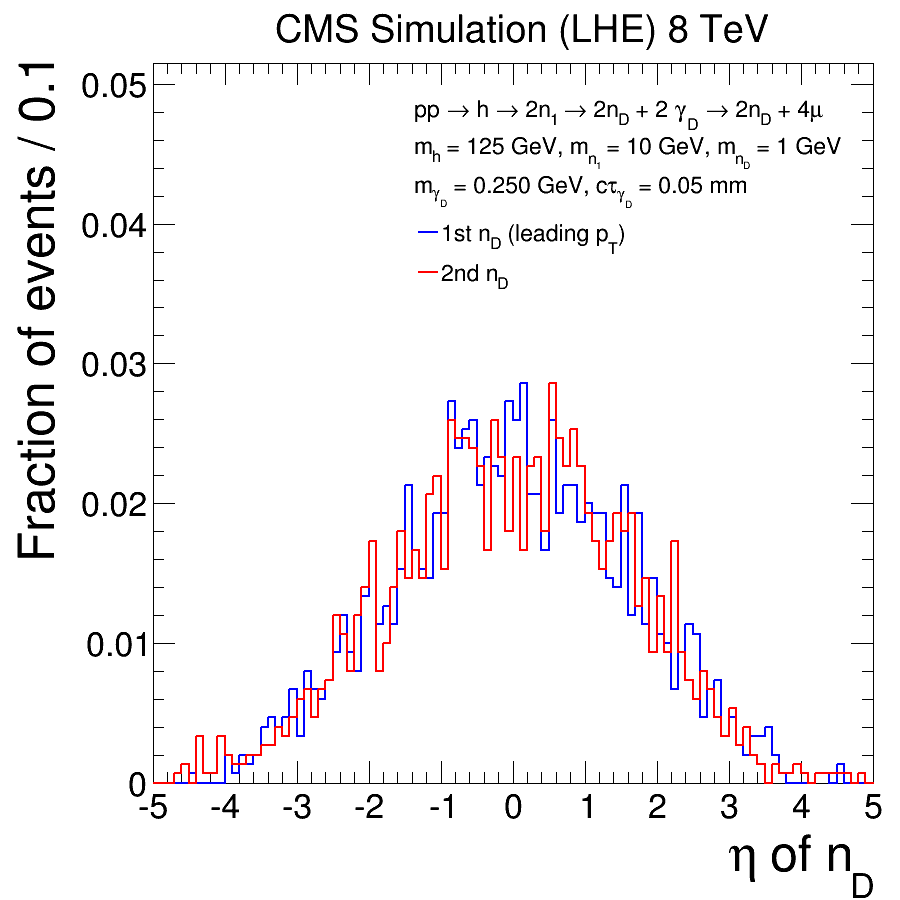 CMS Simulation (LHE) 8 TeV
Fraction of events / 0.1
0.05
0.04
0.03
0.02
0.01
0
pp → h → 2n1 → 2nD + 2 γD → 2nD + 4μ
mh = 125 GeV, mn1 = 10 GeV, mnD = 1 GeV
mγD = 0.250 GeV, cτγD = 0.05 mm
1st nD (leading pT)
2nd nD
-5 -4 -3 -2 -1 0 1 2 3 4 5
η of nD